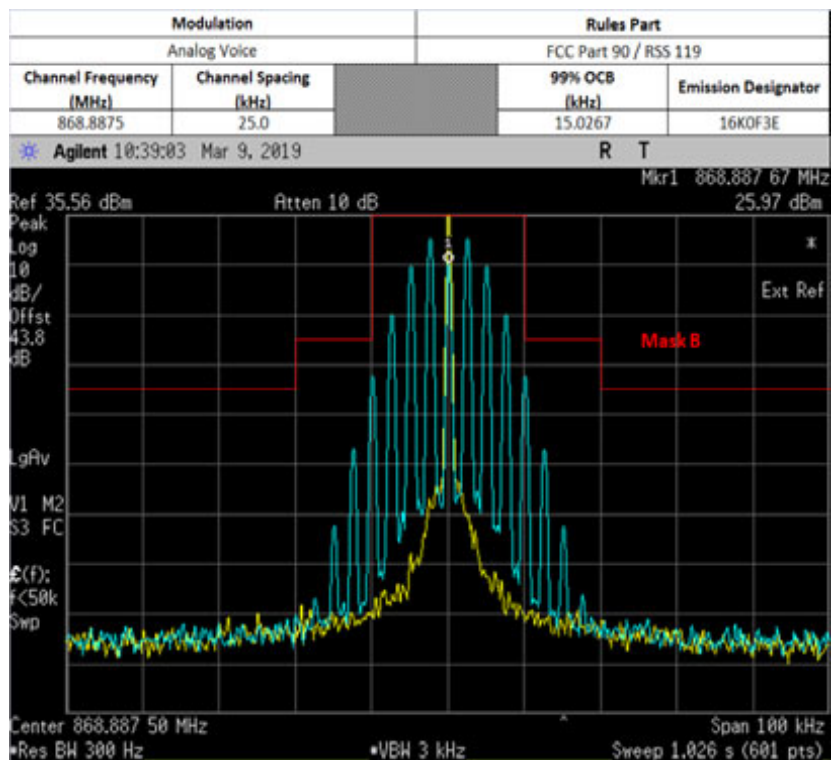 Modulation Rules Part
Analog Voice FCC Part 90 / RSS 119
Channel Frequency (MHz) Channel Spacing (kHz) 99% OCB (kHz) Emission Designator
868.8875 25.0 15.0267 16K0F3E
Agilent 10:39:03 Mar 9, 2019 R T
Mkr1 868.887 67 MHz
Ref 35.56 dBm Atten 10 dB 25.97 dBm
Peak
Log
10
dB/
Offst
43.8
dB
*
Ext Ref
Mask B
1
LgAv
V1 M2
S3 FC
£(f):
f<50k
Swp
Center 868.887 50 MHz Span 100 kHz
*Res BW 300 Hz *VBW 3 kHz Sweep 1.026 s (601 pts)